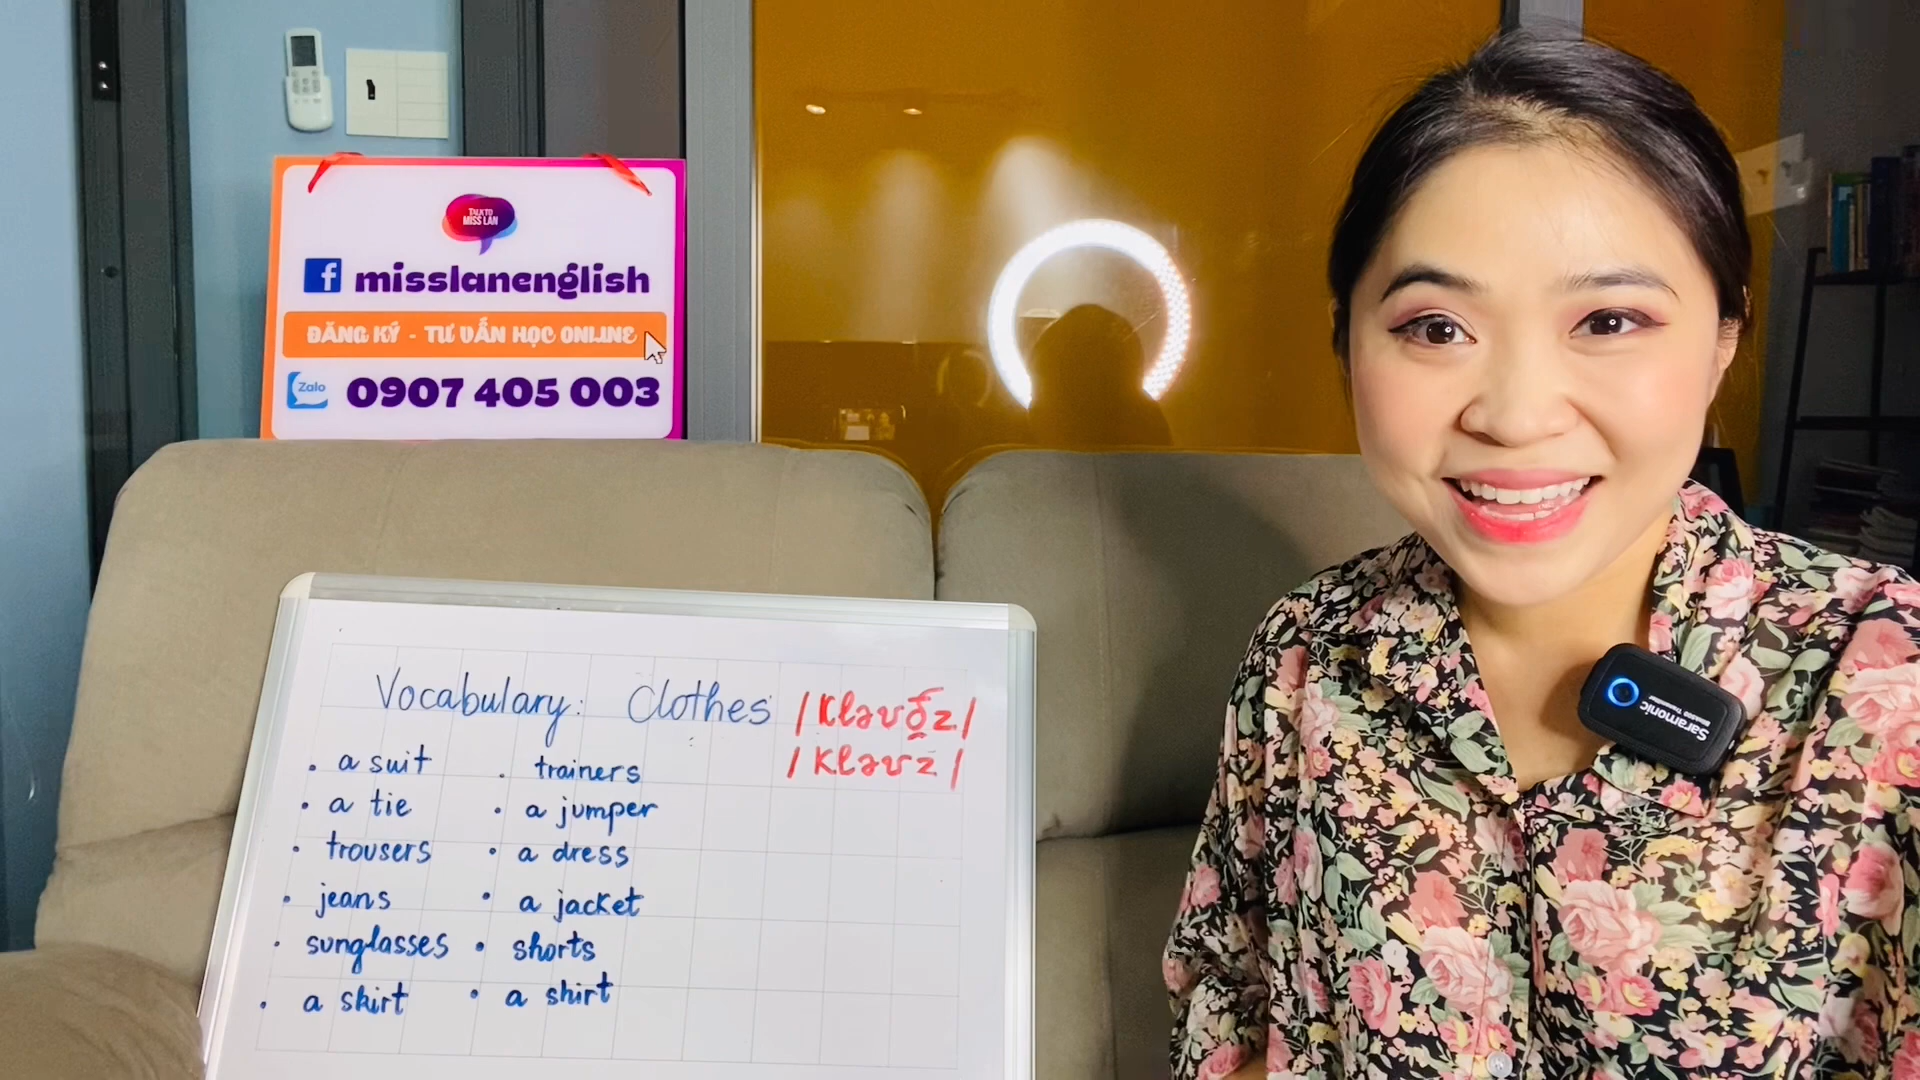 TALK TO
MISS LAN
misslanenglish
ĐĂNG KÝ - TƯ VẤN HỌC ONLINE
Zalo 0907 405 003
Vocabulary: Clothes /kləʊðz/
/kləʊz/
• a suit
• a tie
• trousers
• jeans
• sunglasses
• a skirt
• trainers
• a jumper
• a dress
• a jacket
• shorts
• a shirt
Saramonic